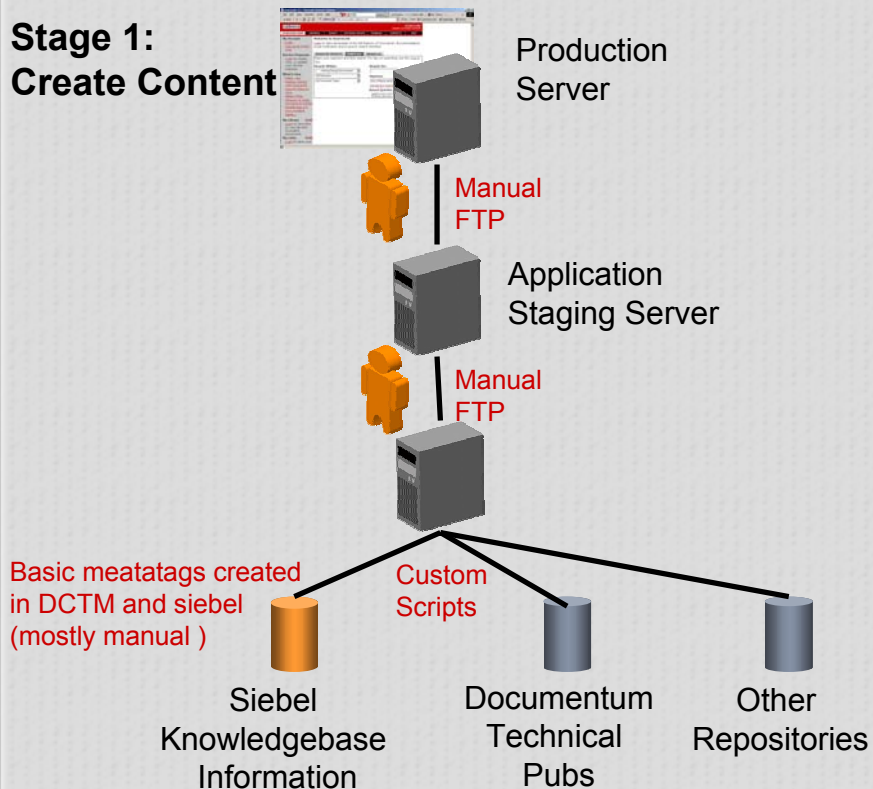 Stage 1:
Create Content
Production
Server
Manual
FTP
Application
Staging Server
Manual
FTP
Basic meatatags created
in DCTM and siebel
(mostly manual )
Custom
Scripts
Siebel
Knowledgebase
Information
Documentum
Technical
Pubs
Other
Repositories